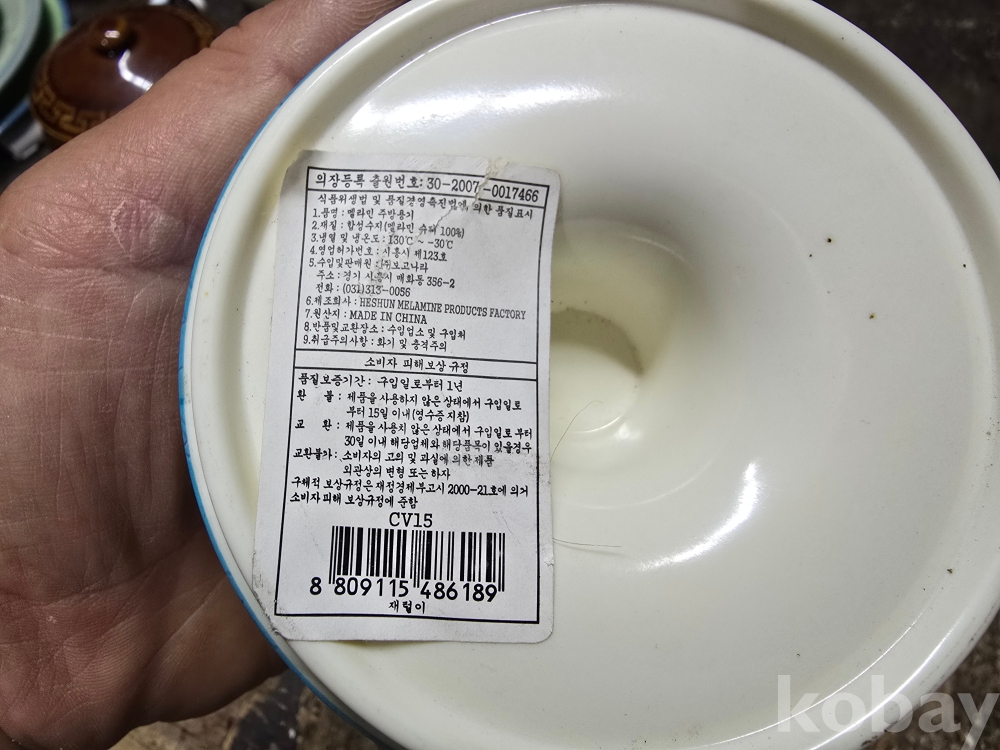 의장등록 출원번호: 30-2007-0017466
식품위생법 및 품질경영촉진법에 의한 품질표시
1.품명 : 멜라민 주방용기
2.재질 : 합성수지(멜라민 수지 100%)
3.냉열 및 냉온도 : 130℃ ~ -30℃
4.영업허가번호 : 시흥시 제123호
5.수입및판매원
주소 : 경기 시흥시 매화동 356-2
전화 : (031)313-0056
6.제조회사 : HESHUN MELAMINE PRODUCTS FACTORY
7.원산지 : MADE IN CHINA
8.반품및교환장소 : 수입업소 및 구입처
9.취급주의사항 : 화기 및 충격주의
소비자 피해보상 규정
품질보증기간 : 구입일로부터 1년
환 불 : 제품을 사용하지 않은 상태에서 구입일로
부터 15일 이내(영수증 지참)
교 환 : 제품을 사용치 않은 상태에서 구입일로 부터
30일 이내 해당업체와 해당품목이 있을경우
교환불가 : 소비자의 고의 및 과실에 의한 제품
외관상의 변형 또는 하자
구체적 보상규정은 재정경제부고시 2000-21호에 의거
소비자 피해 보상규정에 준함
CV15
8 809115 486189
재떨이
kobay